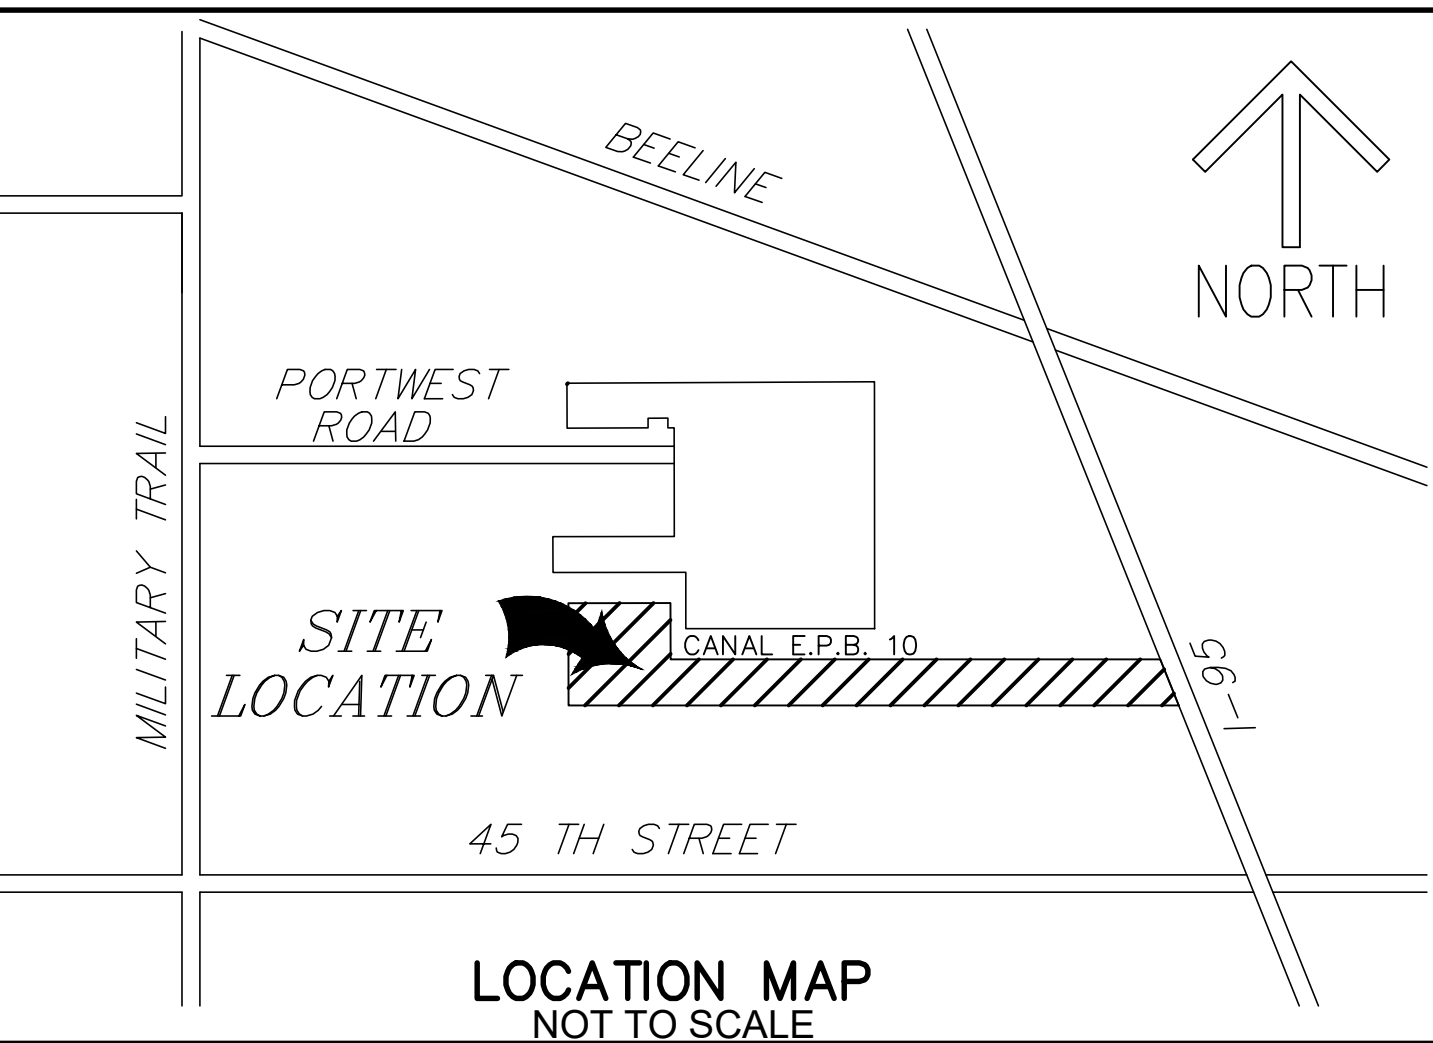 BEELINE
NORTH
PORTWEST
ROAD
MILITARY TRAIL
SITE
LOCATION
CANAL E.P.B. 10
I-95
45 TH STREET
LOCATION MAP
NOT TO SCALE